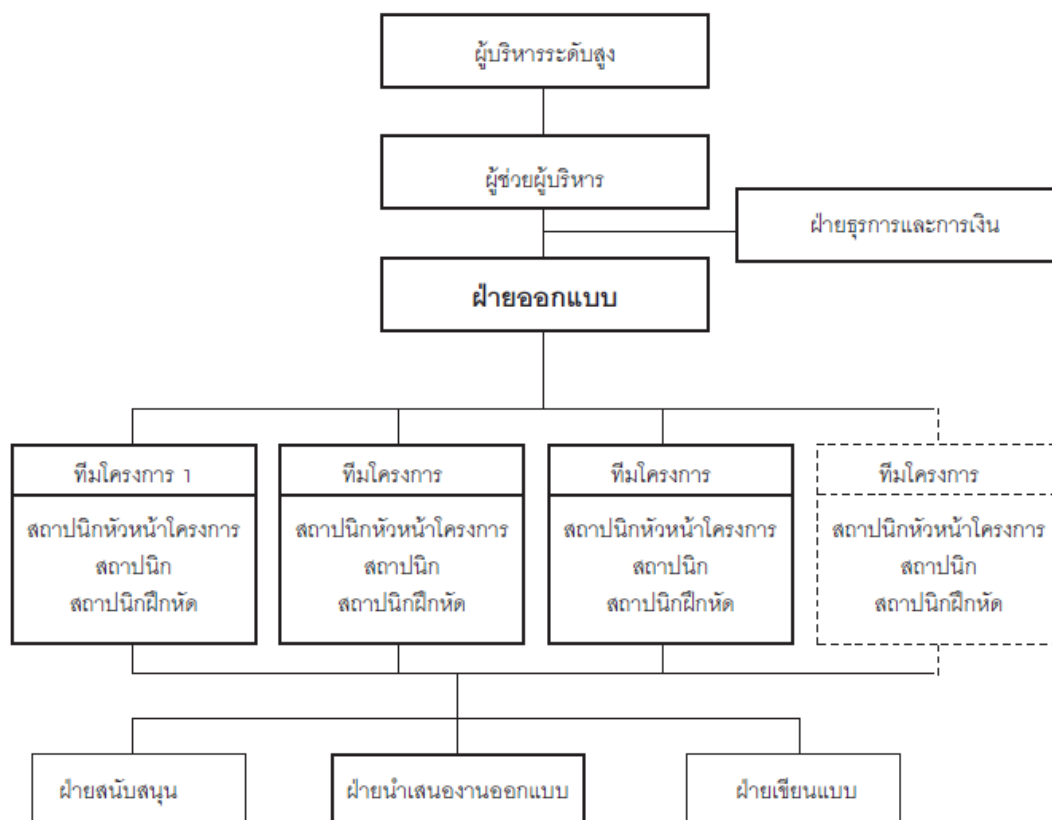 ผู้บริหารระดับสูง
ผู้ช่วยผู้บริหาร
ฝ่ายธุรการและการเงิน
ฝ่ายออกแบบ
ทีมโครงการ 1
สถาปนิกหัวหน้าโครงการ
สถาปนิก
สถาปนิกฝึกหัด
ทีมโครงการ
สถาปนิกหัวหน้าโครงการ
สถาปนิก
สถาปนิกฝึกหัด
ทีมโครงการ
สถาปนิกหัวหน้าโครงการ
สถาปนิก
สถาปนิกฝึกหัด
ทีมโครงการ
สถาปนิกหัวหน้าโครงการ
สถาปนิก
สถาปนิกฝึกหัด
ฝ่ายสนับสนุน
ฝ่ายนำเสนองานออกแบบ
ฝ่ายเขียนแบบ